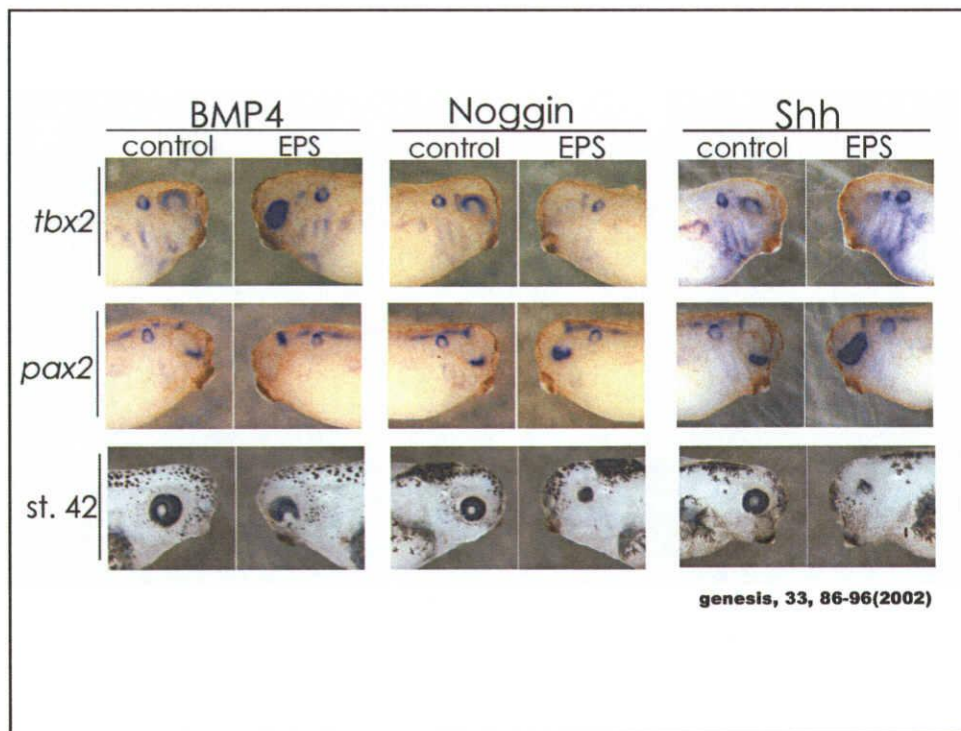 BMP4 Noggin Shh
control EPS control EPS control EPS
tbx2
pax2
st. 42
genesis, 33, 86-96(2002)